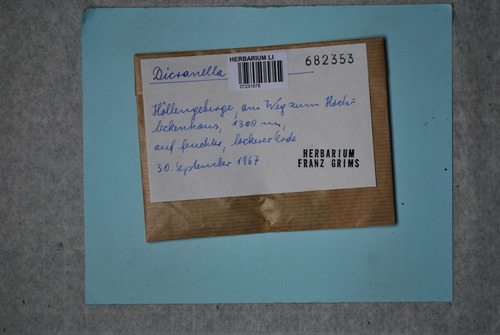 HERBARIUM LI
01231878
682353
Dicranella
Höllengebirge, am Weg zum Hoch-
leckenhaus, 1300 m,
auf feuchter, lockerer Erde
30. September 1967
HERBARIUM
FRANZ GRIMS